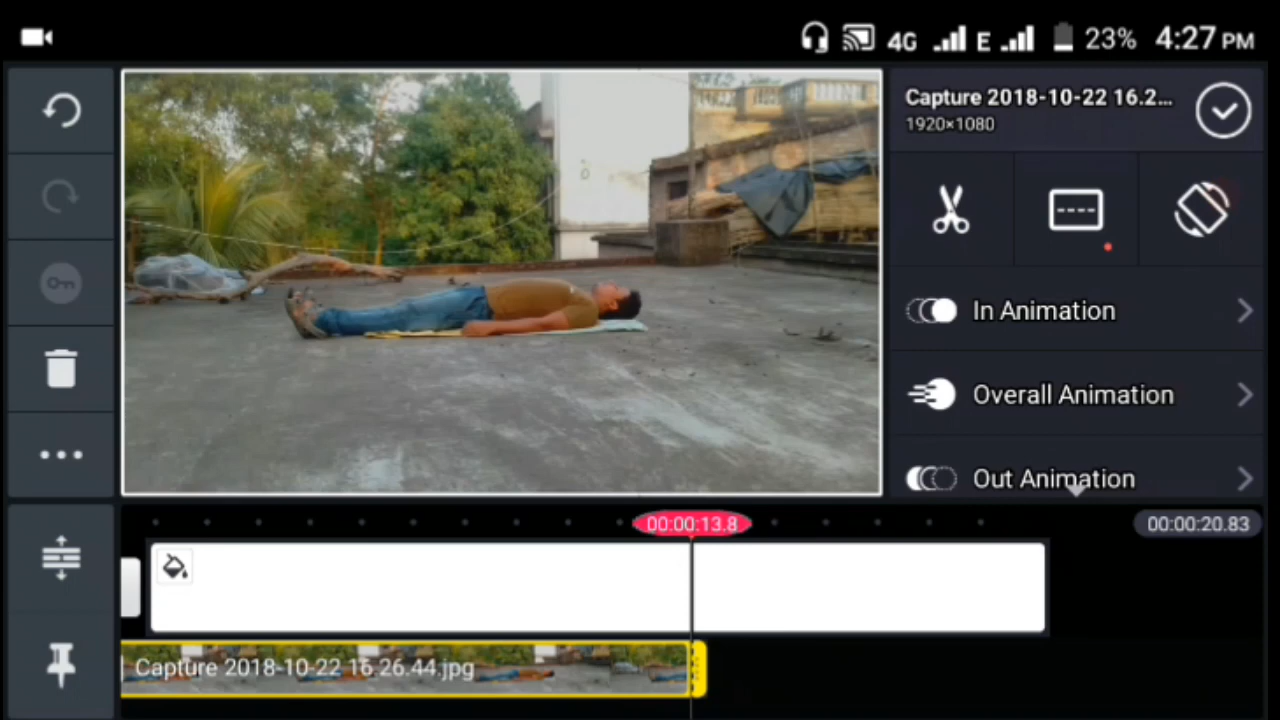 4G E 23% 4:27 PM
Capture 2018-10-22 16.2...
1920×1080
In Animation
Overall Animation
Out Animation
00:00:13.8
00:00:20.83
Capture 2018-10-22 16.26.44.jpg